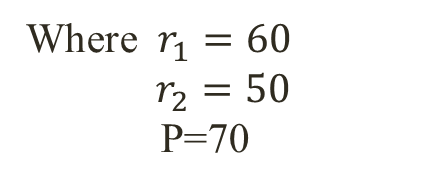 Where r₁ = 60
r₂ = 50
P=70